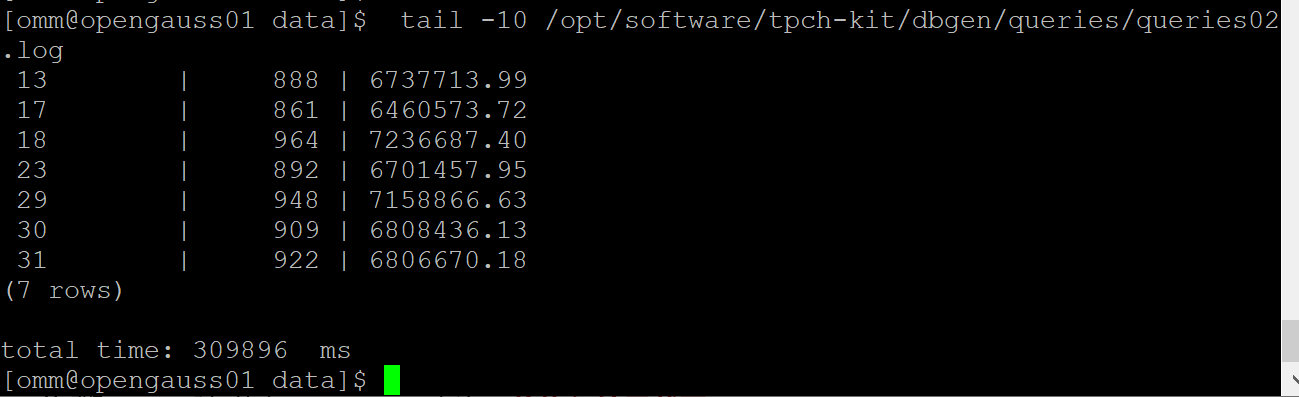 [omm@opengauss01 data]$  tail -10 /opt/software/tpch-kit/dbgen/queries/queries02
.log
 13        |     888 | 6737713.99
 17        |     861 | 6460573.72
 18        |     964 | 7236687.40
 23        |     892 | 6701457.95
 29        |     948 | 7158866.63
 30        |     909 | 6808436.13
 31        |     922 | 6806670.18
(7 rows)
total time: 309896  ms
[omm@opengauss01 data]$